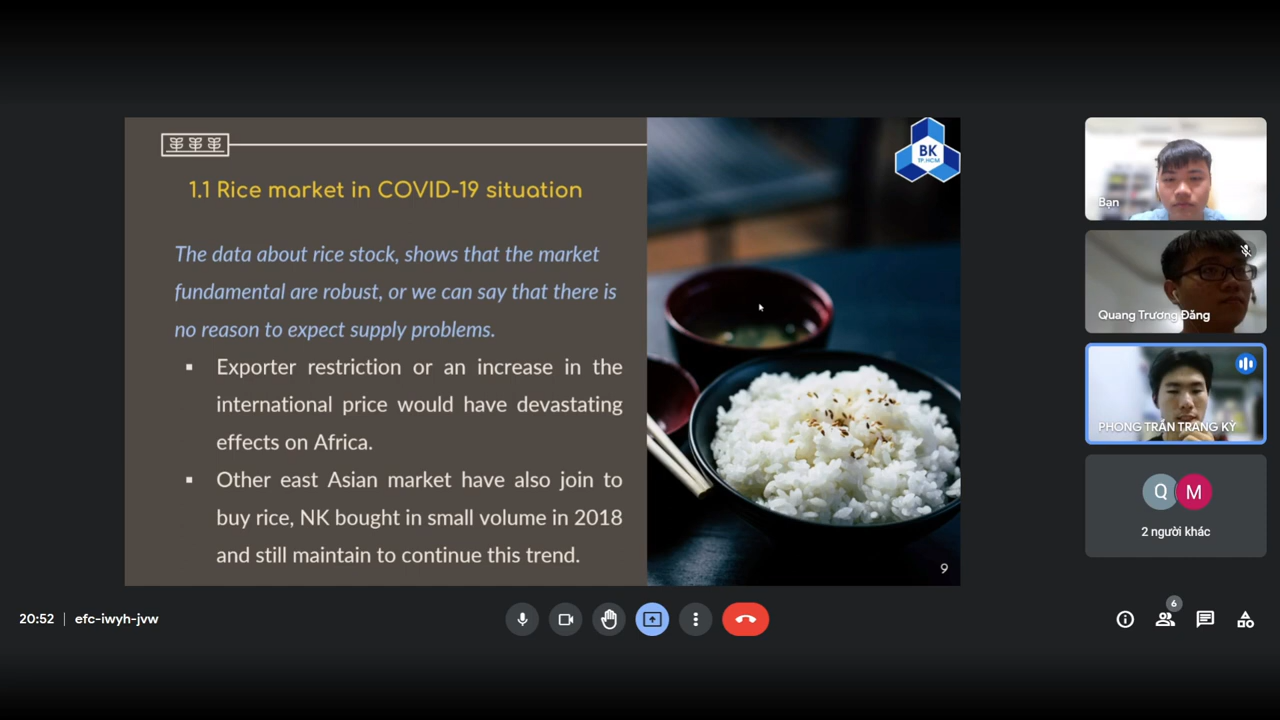 BK
TP.HCM
1.1 Rice market in COVID-19 situation
The data about rice stock, shows that the market
fundamental are robust, or we can say that there is
no reason to expect supply problems.
▪ Exporter restriction or an increase in the
international price would have devastating
effects on Africa.
▪ Other east Asian market have also join to
buy rice, NK bought in small volume in 2018
and still maintain to continue this trend.
9
Bạn
Quang Trương Đăng
PHONG TRẦN TRANG KỲ
Q
M
2 người khác
20:52 | efc-iwyh-jvw
6